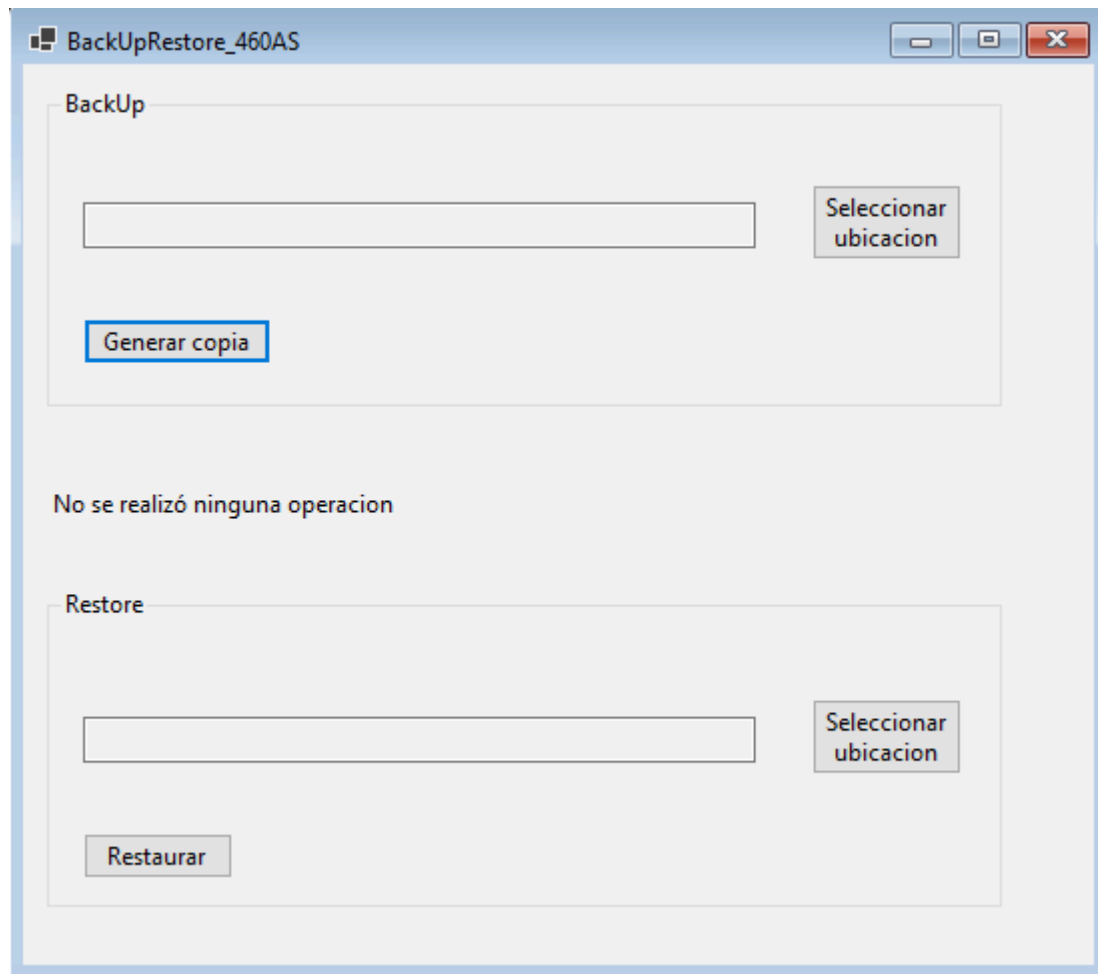 BackUpRestore_460AS
BackUp
Seleccionar
ubicacion
Generar copia
No se realizó ninguna operacion
Restore
Seleccionar
ubicacion
Restaurar